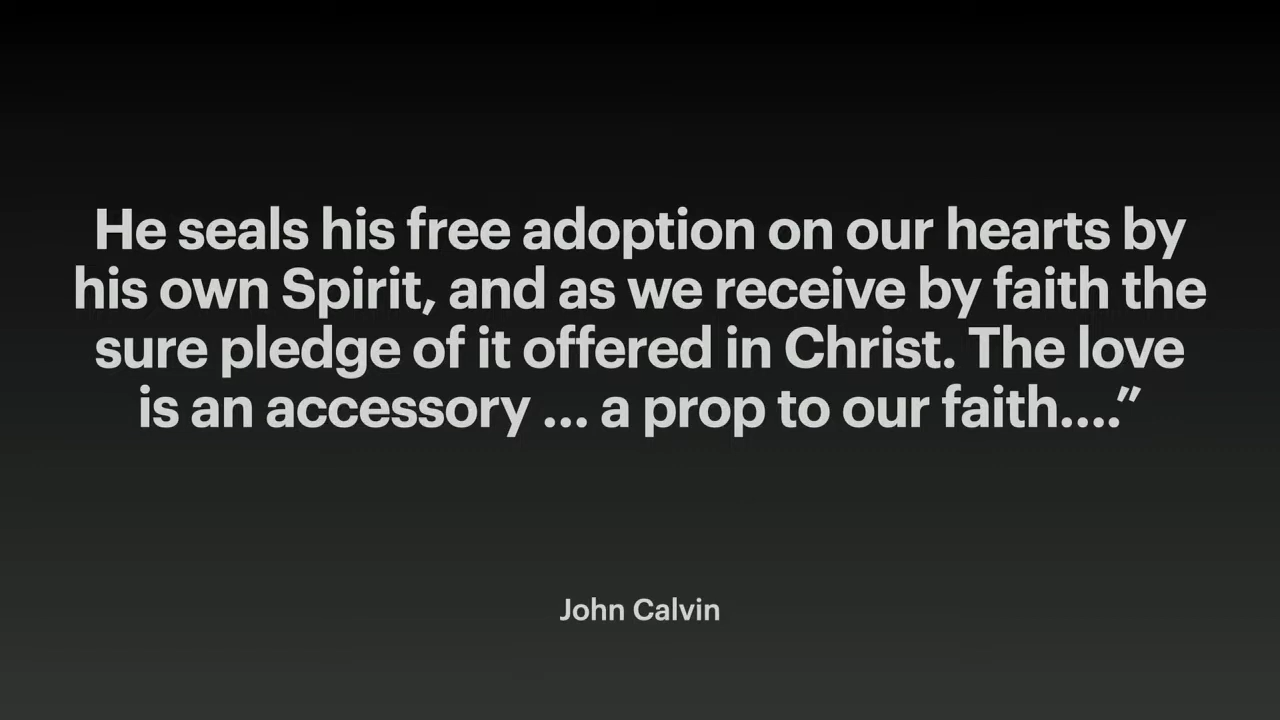 He seals his free adoption on our hearts by
his own Spirit, and as we receive by faith the
sure pledge of it offered in Christ. The love
is an accessory ... a prop to our faith....”
John Calvin